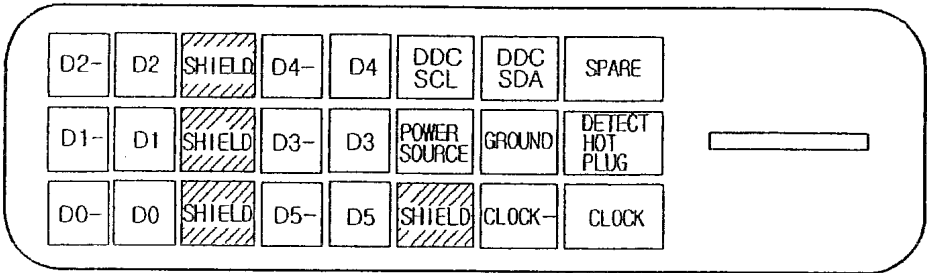 D2- D2 SHIELD D4- D4 DDC SCL DDC SDA SPARE
D1- D1 SHIELD D3- D3 POWER SOURCE GROUND DETECT HOT PLUG
D0- D0 SHIELD D5- D5 SHIELD CLOCK- CLOCK